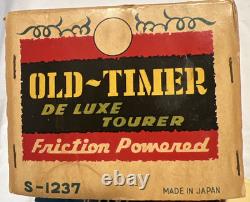 OLD-TIMER
DE LUXE
TOURER
Friction Powered
S-1237
MADE IN JAPAN